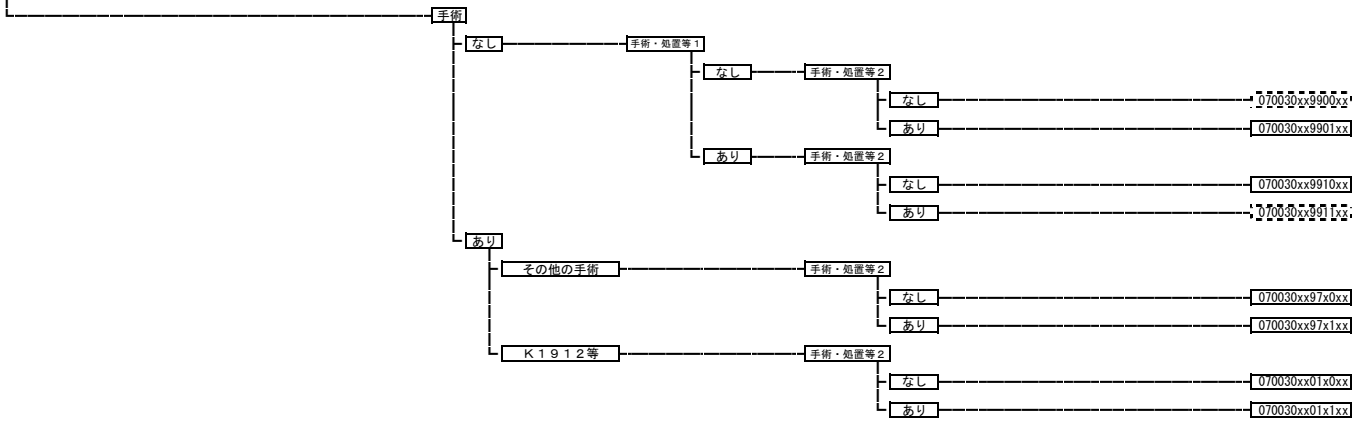 手術
なし 手術・処置等1
なし 手術・処置等2
なし 070030xx9900xx
あり 070030xx9901xx
あり 手術・処置等2
なし 070030xx9910xx
あり 070030xx9911xx
あり
その他の手術 手術・処置等2
なし 070030xx97x0xx
あり 070030xx97x1xx
K1912等 手術・処置等2
なし 070030xx01x0xx
あり 070030xx01x1xx